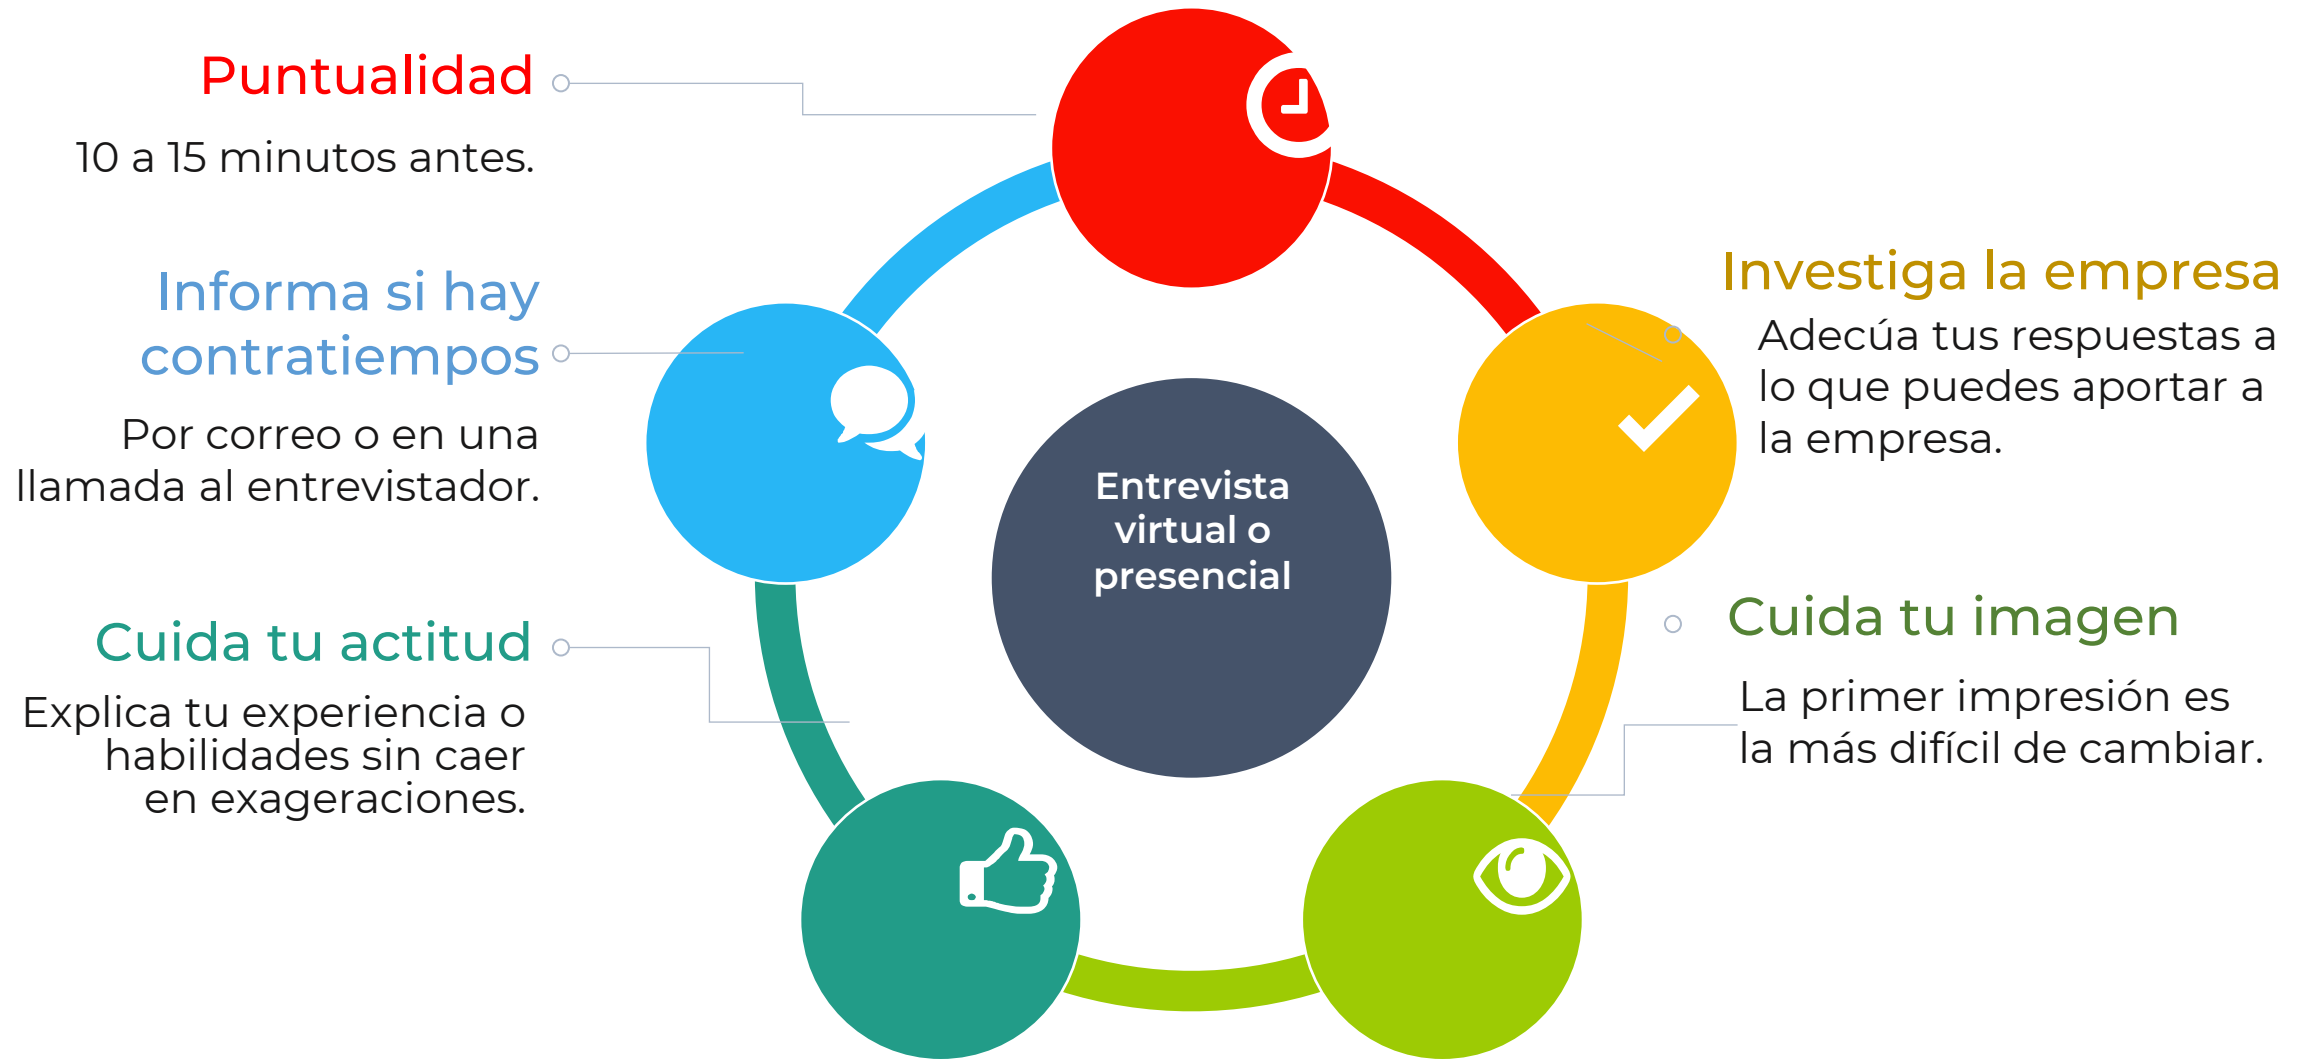 Puntualidad
10 a 15 minutos antes.
Informa si hay
contratiempos
Por correo o en una
llamada al entrevistador.
Cuida tu actitud
Explica tu experiencia o
habilidades sin caer
en exageraciones.
Entrevista
virtual o
presencial
Investiga la empresa
Adecúa tus respuestas a
lo que puedes aportar a
la empresa.
Cuida tu imagen
La primer impresión es
la más difícil de cambiar.